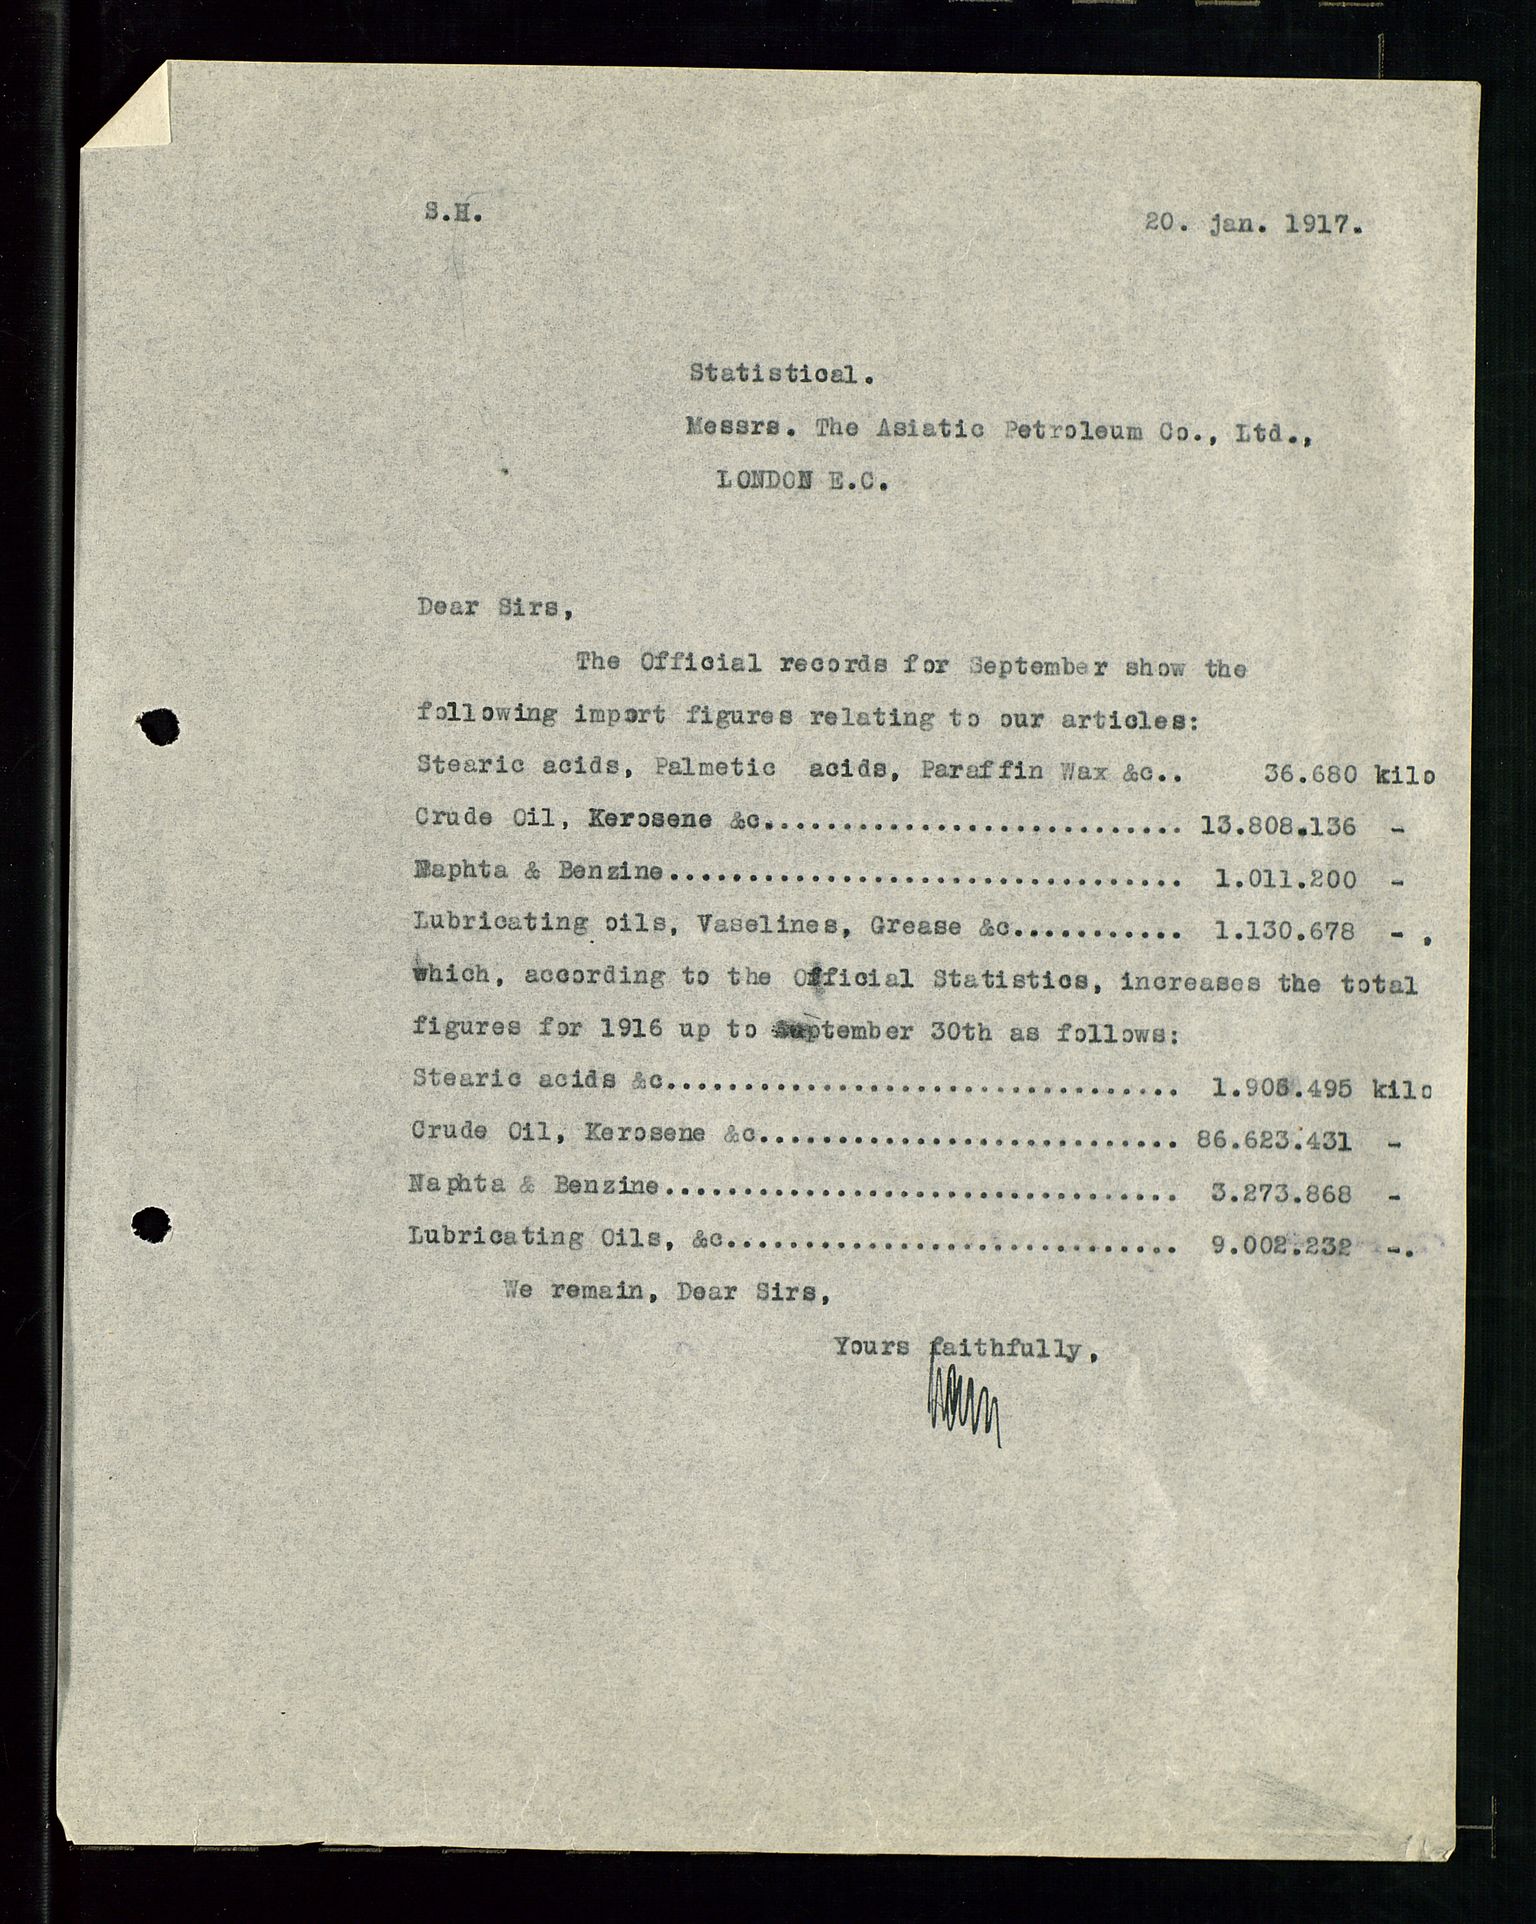 S.H.
20. jan. 1917.
Statistical.
Messrs. The Asiatic Petroleum Co., Ltd.,
LONDON E.C.
Dear Sirs,
The Official records for September show the
following import figures relating to our articles:
Stearic acids, Palmetic acids, Paraffin Wax &c.. 36.680 kilo
Crude Oil, Kerosene &c........................... 13.808.136 -
Naphta & Benzine................................. 1.011.200 -
Lubricating oils, Vaselines, Grease &c........... 1.130.678 - ,
which, according to the Official Statistics, increases the total
figures for 1916 up to September 30th as follows:
Stearic acids &c................................. kilo
Crude Oil, Kerosene &c........................... 86.623.431 -
Naphta & Benzine................................. 3.273.868 -
Lubricating Oils, &c............................. 9.002.232 -.
We remain, Dear Sirs,
Yours faithfully,